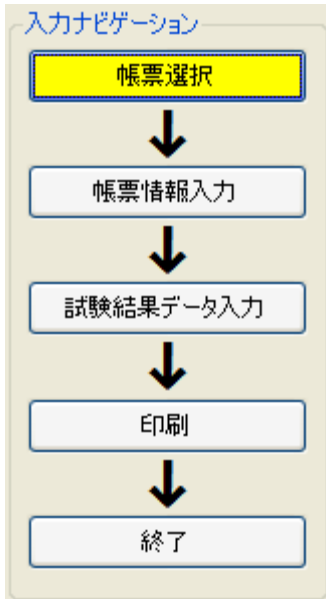 入力ナビゲーション
帳票選択
帳票情報入力
試験結果データ入力
印刷
終了